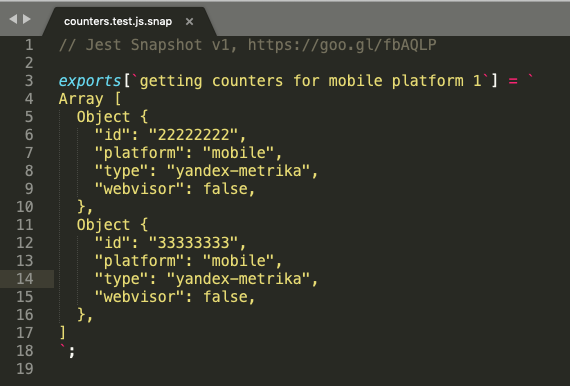 counters.test.js.snap ×
1 // Jest Snapshot v1, https://goo.gl/fbAQLP
2
3 exports[`getting counters for mobile platform 1`] = `
4 Array [
5   Object {
6     "id": "22222222",
7     "platform": "mobile",
8     "type": "yandex-metrika",
9     "webvisor": false,
10   },
11   Object {
12     "id": "33333333",
13     "platform": "mobile",
14     "type": "yandex-metrika",
15     "webvisor": false,
16   },
17 ]
18 `;
19